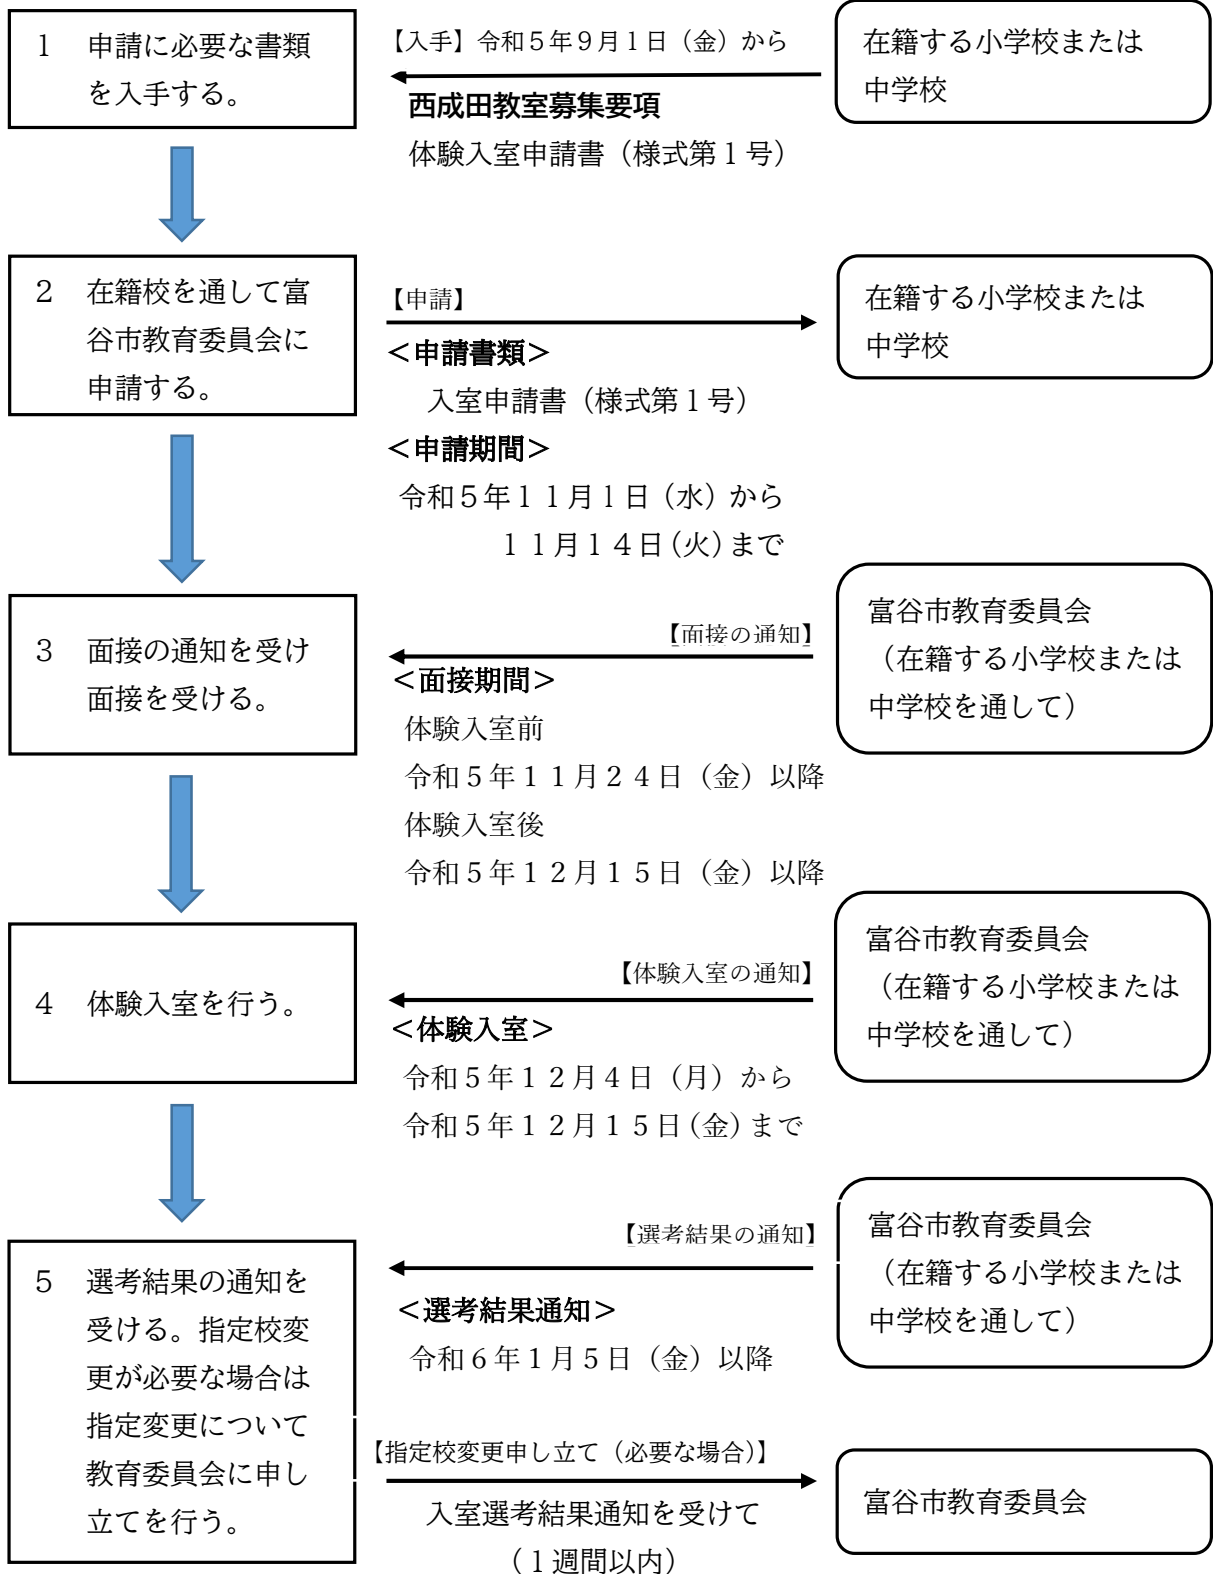 １　申請に必要な書類
を入手する。
【入手】令和５年９月１日（金）から
西成田教室募集要項
体験入室申請書（様式第１号）
在籍する小学校または
中学校
２　在籍校を通して富
谷市教育委員会に
申請する。
【申請】
＜申請書類＞
入室申請書（様式第１号）
＜申請期間＞
令和５年１１月１日（水）から
１１月１４日（火）まで
在籍する小学校または
中学校
３　面接の通知を受け
面接を受ける。
【面接の通知】
＜面接期間＞
体験入室前
令和５年１１月２４日（金）以降
体験入室後
令和５年１２月１５日（金）以降
富谷市教育委員会
（在籍する小学校または
中学校を通して）
４　体験入室を行う。
【体験入室の通知】
＜体験入室＞
令和５年１２月４日（月）から
令和５年１２月１５日（金）まで
富谷市教育委員会
（在籍する小学校または
中学校を通して）
５　選考結果の通知を
受ける。指定校変
更が必要な場合は
指定変更について
教育委員会に申し
立てを行う。
【選考結果の通知】
＜選考結果通知＞
令和６年１月５日（金）以降
富谷市教育委員会
（在籍する小学校または
中学校を通して）
【指定校変更申し立て（必要な場合）】
入室選考結果通知を受けて
（１週間以内）
富谷市教育委員会